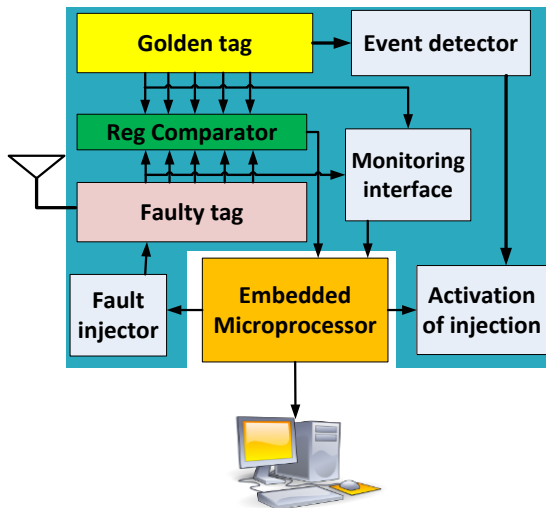 Golden tag
Event detector
Reg Comparator
Monitoring
interface
Faulty tag
Fault
injector
Embedded
Microprocessor
Activation
of injection